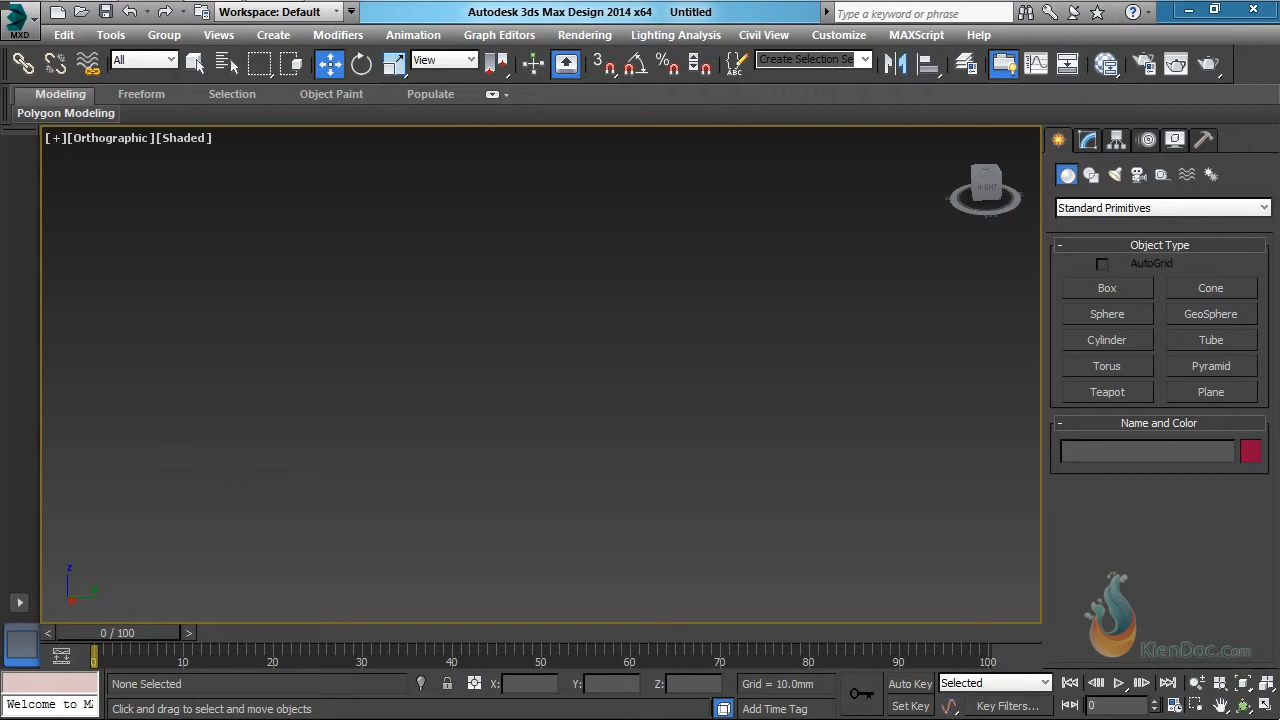 MXD
Workspace: Default
Autodesk 3ds Max Design 2014 x64 Untitled
Type a keyword or phrase
Edit Tools Group Views Create Modifiers Animation Graph Editors Rendering Lighting Analysis Civil View Customize MAXScript Help
All
View
3
ABC
Create Selection Se
Modeling Freeform Selection Object Paint Populate
Polygon Modeling
[+][Orthographic][Shaded]
Standard Primitives
- Object Type
AutoGrid
Box Cone
Sphere GeoSphere
Cylinder Tube
Torus Pyramid
Teapot Plane
- Name and Color
z
KienDoc.Com
< 0 / 100 >
0 10 20 30 40 50 60 70 80 90 100
None Selected X: Y: Z: Grid = 10.0mm Auto Key Selected
Welcome to MA Click and drag to select and move objects Add Time Tag Set Key Key Filters... 0